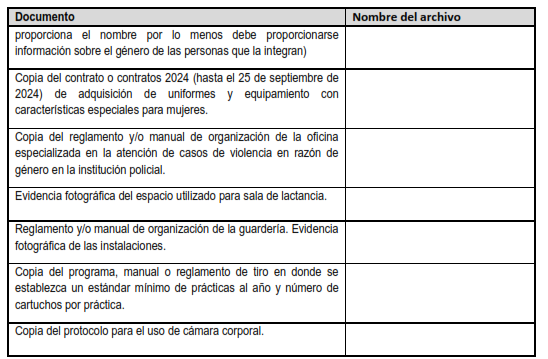 Documento Nombre del archivo
proporciona el nombre por lo menos debe proporcionarse
información sobre el género de las personas que la integran)
Copia del contrato o contratos 2024 (hasta el 25 de septiembre de
2024) de adquisición de uniformes y equipamiento con
características especiales para mujeres.
Copia del reglamento y/o manual de organización de la oficina
especializada en la atención de casos de violencia en razón de
género en la institución policial.
Evidencia fotográfica del espacio utilizado para sala de lactancia.
Reglamento y/o manual de organización de la guardería. Evidencia
fotográfica de las instalaciones.
Copia del programa, manual o reglamento de tiro en donde se
establezca un estándar mínimo de prácticas al año y número de
cartuchos por práctica.
Copia del protocolo para el uso de cámara corporal.